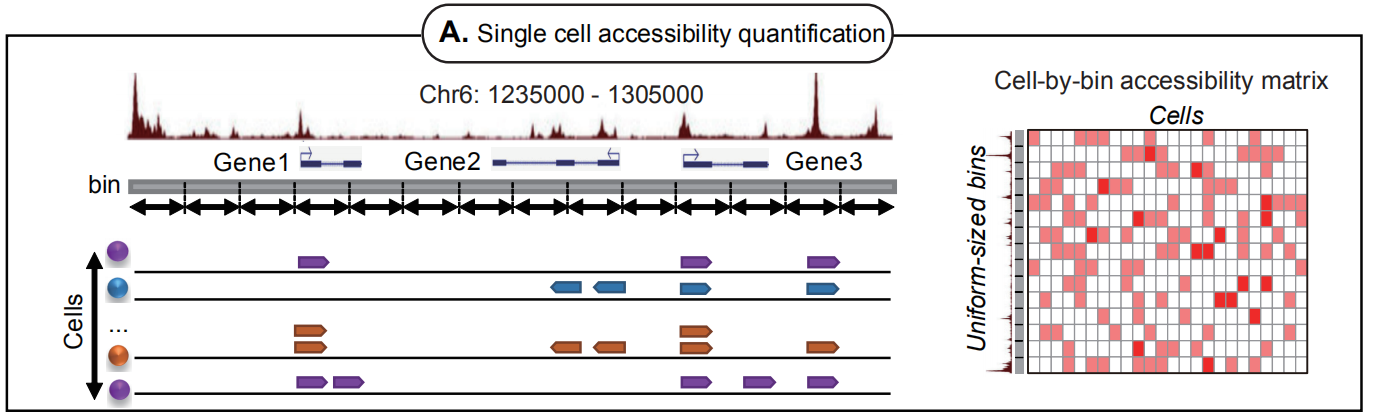 A. Single cell accessibility quantification
Chr6: 1235000 - 1305000
Gene1
Gene2
Gene3
bin
Cells
...
Cell-by-bin accessibility matrix
Cells
Uniform-sized bins